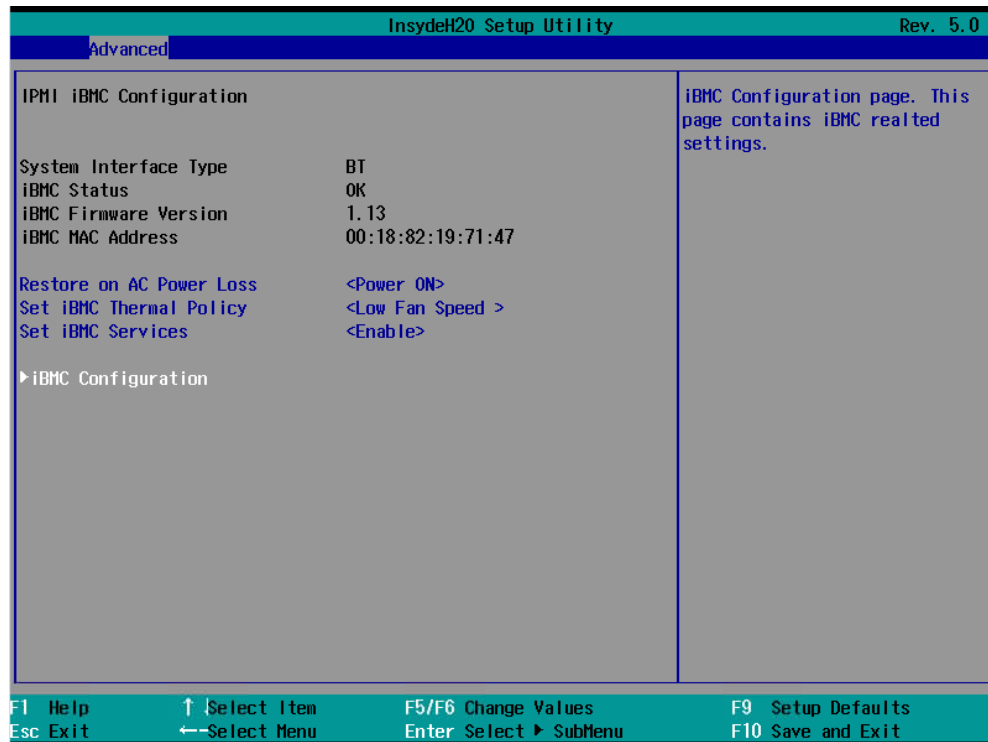 InsydeH20 Setup Utility Rev. 5.0
Advanced
IPMI iBMC Configuration
iBMC Configuration page. This
page contains iBMC realted
settings.
System Interface Type BT
iBMC Status OK
iBMC Firmware Version 1.13
iBMC MAC Address 00:18:82:19:71:47
Restore on AC Power Loss <Power ON>
Set iBMC Thermal Policy <Low Fan Speed >
Set iBMC Services <Enable>
▶iBMC Configuration
F1 Help ↑↓Select Item F5/F6 Change Values F9 Setup Defaults
Esc Exit ←→Select Menu Enter Select ▶ SubMenu F10 Save and Exit